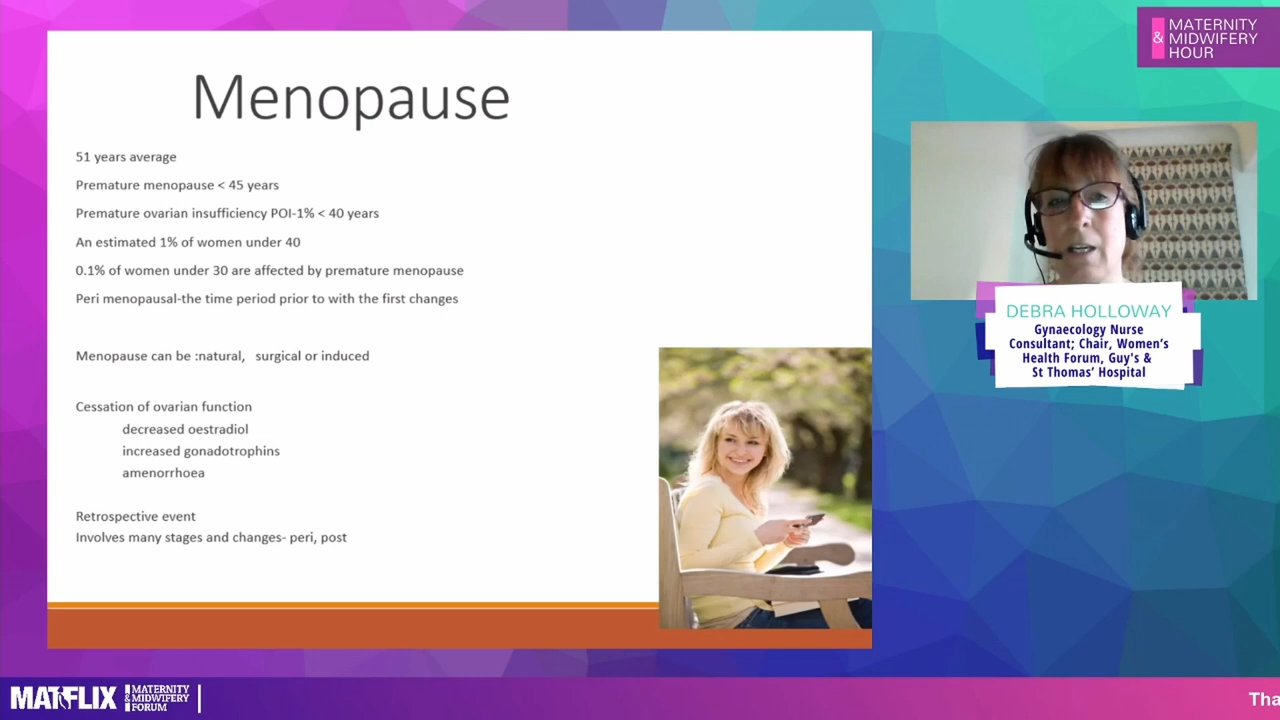 Menopause
51 years average
Premature menopause < 45 years
Premature ovarian insufficiency POI-1% < 40 years
An estimated 1% of women under 40
0.1% of women under 30 are affected by premature menopause
Peri menopausal-the time period prior to with the first changes
Menopause can be :natural, surgical or induced
Cessation of ovarian function
decreased oestradiol
increased gonadotrophins
amenorrhoea
Retrospective event
Involves many stages and changes- peri, post
MATERNITY
& MIDWIFERY
HOUR
DEBRA HOLLOWAY
Gynaecology Nurse
Consultant; Chair, Women's
Health Forum, Guy's &
St Thomas' Hospital
MATFLIX
MATERNITY
& MIDWIFERY
FORUM
Tha